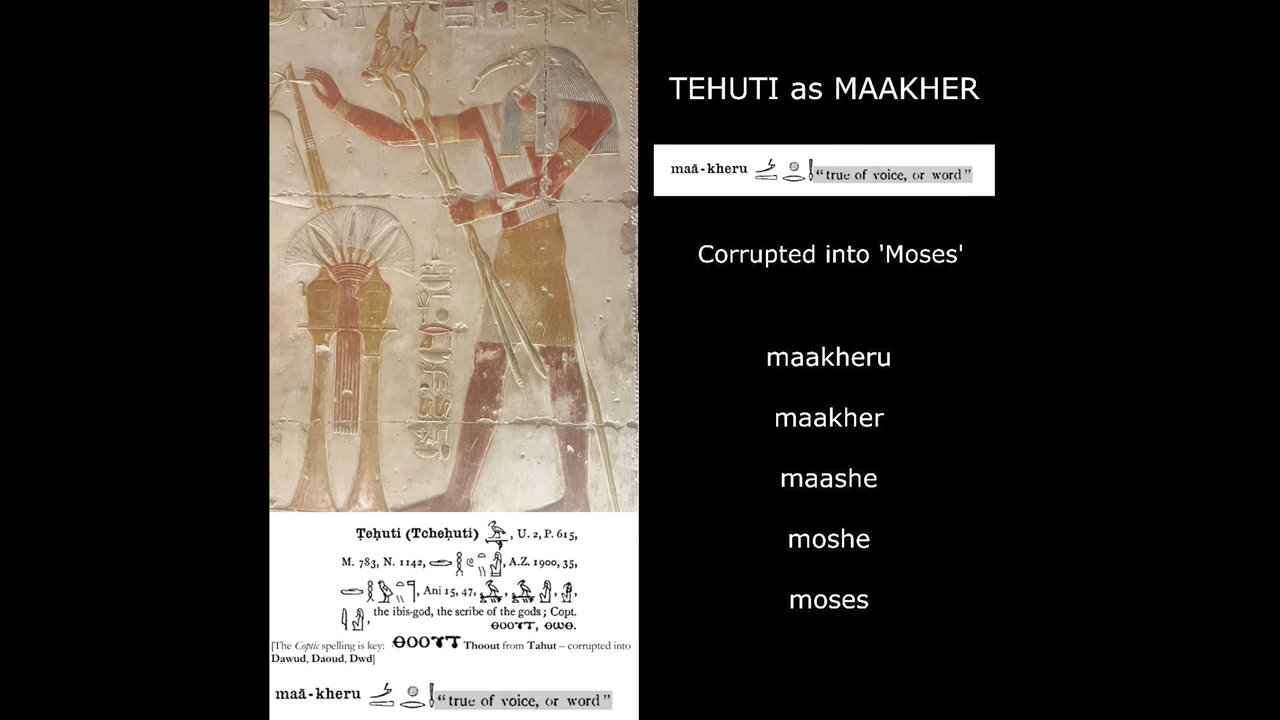 TEHUTI as MAAKHER
maā-kheru "true of voice, or word"
Corrupted into 'Moses'
maakheru
maakher
maashe
moshe
moses
Ṭeḥuti (Tcheḥuti) , U. 2, P. 615,
M. 783, N. 1142, , A.Z. 1900, 35,
, Ani 15, 47, , ,
, the ibis-god, the scribe of the gods ; Copt.
ⲑⲟⲟⲩⲧ, ⲑⲱⲑ.
[The Coptic spelling is key: ⲑⲟⲟⲩⲧ Thoout from Tahut – corrupted into
Dawud, Daoud, Dwd]
maā-kheru "true of voice, or word"